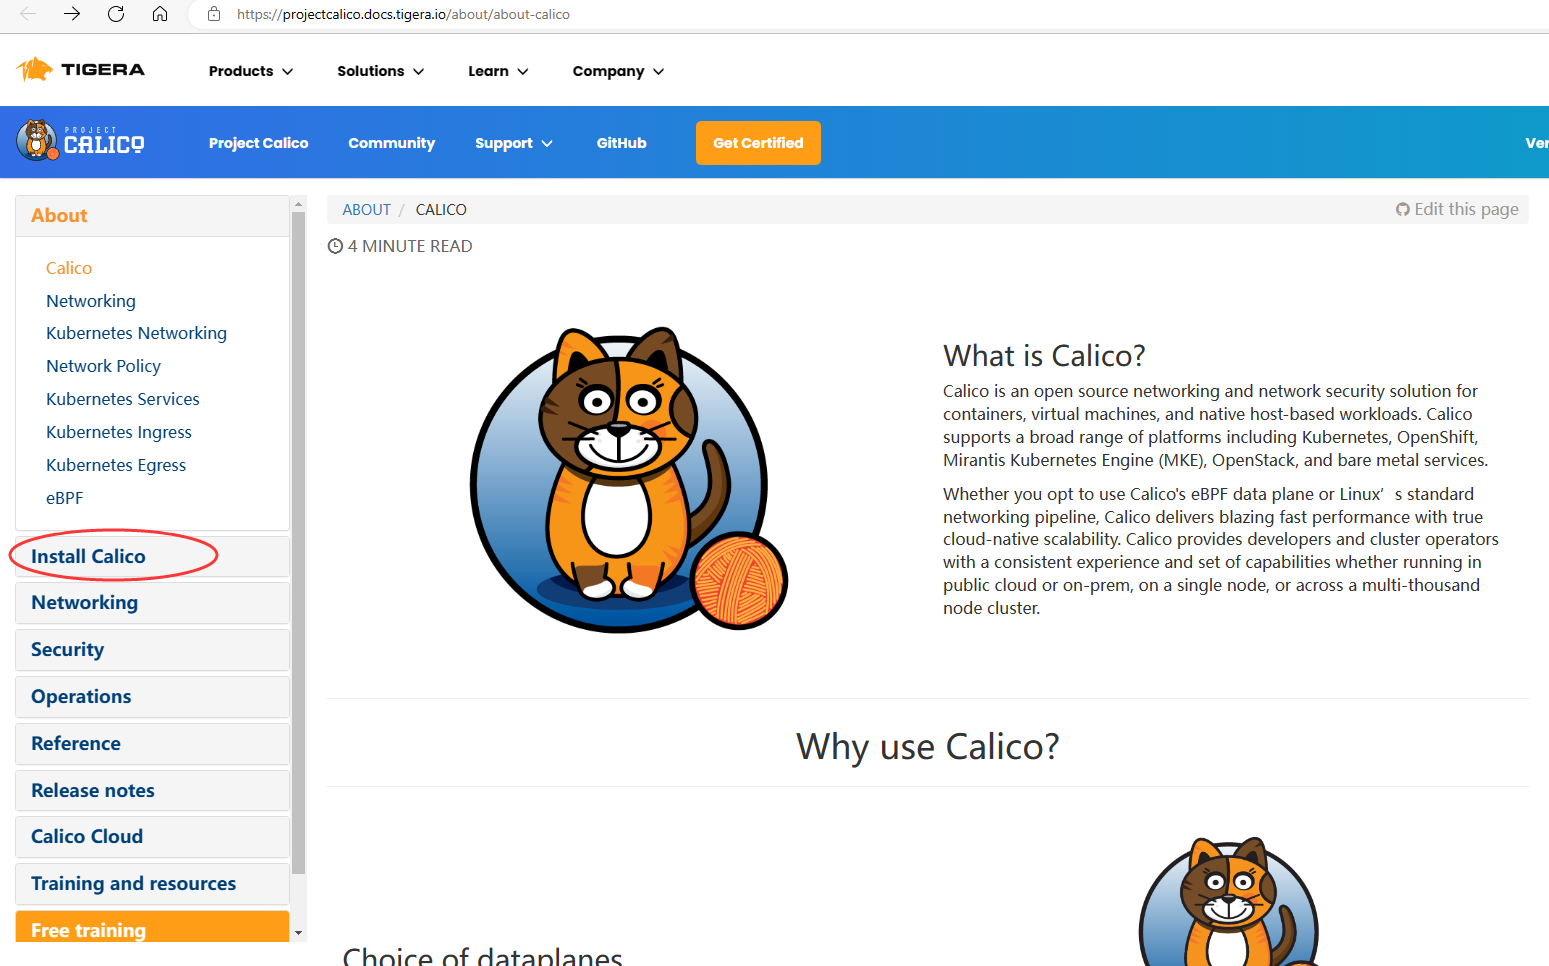 https://projectcalico.docs.tigera.io/about/about-calico
TIGERA
Products
Solutions
Learn
Company
PROJECT
CALICO
Project Calico
Community
Support
GitHub
Get Certified
Ver
About
Calico
Networking
Kubernetes Networking
Network Policy
Kubernetes Services
Kubernetes Ingress
Kubernetes Egress
eBPF
Install Calico
Networking
Security
Operations
Reference
Release notes
Calico Cloud
Training and resources
Free training
ABOUT / CALICO
Edit this page
4 MINUTE READ
What is Calico?
Calico is an open source networking and network security solution for
containers, virtual machines, and native host-based workloads. Calico
supports a broad range of platforms including Kubernetes, OpenShift,
Mirantis Kubernetes Engine (MKE), OpenStack, and bare metal services.
Whether you opt to use Calico's eBPF data plane or Linux’s standard
networking pipeline, Calico delivers blazing fast performance with true
cloud-native scalability. Calico provides developers and cluster operators
with a consistent experience and set of capabilities whether running in
public cloud or on-prem, on a single node, or across a multi-thousand
node cluster.
Why use Calico?
Choice of dataplanes